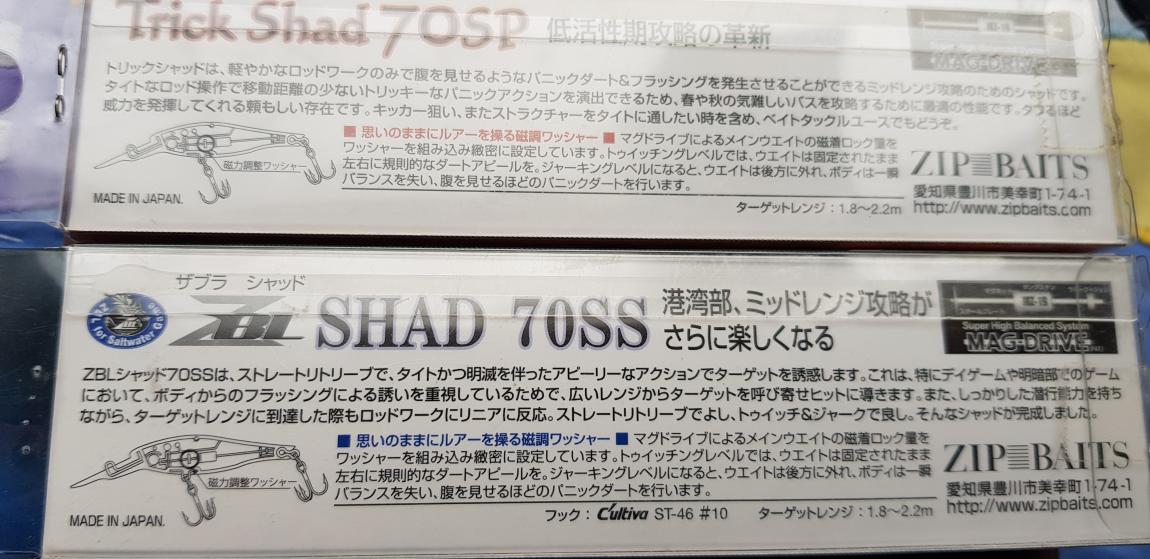 Trick Shad 70SP 低活性期攻略の革新
MAG-DRIVE
トリックシャッドは、軽やかなロッドワークのみで腹を見せるようなパニックダート&フラッシングを発生させることができるミッドレンジ攻略のためのシャッドです。
タイトなロッド操作で移動距離の少ないトリッキーなパニックアクションを演出できるため、春や秋の気難しいバスを攻略するために最適の性能です。タフるほど
威力を発揮してくれる頼もしい存在です。キッカー狙い、またストラクチャーをタイトに通したい時を含め、ベイトタックルユースでもどうぞ。
■ 思いのままにルアーを操る磁調ワッシャー ■ マグドライブによるメインウエイトの磁着ロック量を
ワッシャーを組み込み緻密に設定しています。トゥイッチングレベルでは、ウエイトは固定されたまま
左右に規則的なダートアピールを。ジャーキングレベルになると、ウエイトは後方に外れ、ボディは一瞬
バランスを失い、腹を見せるほどのパニックダートを行います。
磁力調整ワッシャー
MADE IN JAPAN.
ターゲットレンジ：1.8〜2.2m
ZIP BAITS
愛知県豊川市美幸町1-74-1
http://www.zipbaits.com
ザブラ シャッド
ZBL for Saltwater Game
ZBL SHAD 70SS 港湾部、ミッドレンジ攻略が
さらに楽しくなる
MZ-19
Super High Balanced System
MAG-DRIVE
ZBLシャッド70SSは、ストレートリトリーブで、タイトかつ明滅を伴ったアピーリーなアクションでターゲットを誘惑します。これは、特にデイゲームや明暗部でのゲーム
において、ボディからのフラッシングによる誘いを重視しているためで、広いレンジからターゲットを呼び寄せヒットに導きます。また、しっかりした潜行能力を持ち
ながら、ターゲットレンジに到達した際もロッドワークにリニアに反応。ストレートリトリーブでよし、トゥイッチ&ジャークで良し。そんなシャッドが完成しました。
■ 思いのままにルアーを操る磁調ワッシャー ■ マグドライブによるメインウエイトの磁着ロック量を
ワッシャーを組み込み緻密に設定しています。トゥイッチングレベルでは、ウエイトは固定されたまま
左右に規則的なダートアピールを。ジャーキングレベルになると、ウエイトは後方に外れ、ボディは一瞬
バランスを失い、腹を見せるほどのパニックダートを行います。
磁力調整ワッシャー
MADE IN JAPAN.
フック： C'ultiva ST-46 #10 ターゲットレンジ：1.8〜2.2m
ZIP BAITS
愛知県豊川市美幸町1-74-1
http://www.zipbaits.com